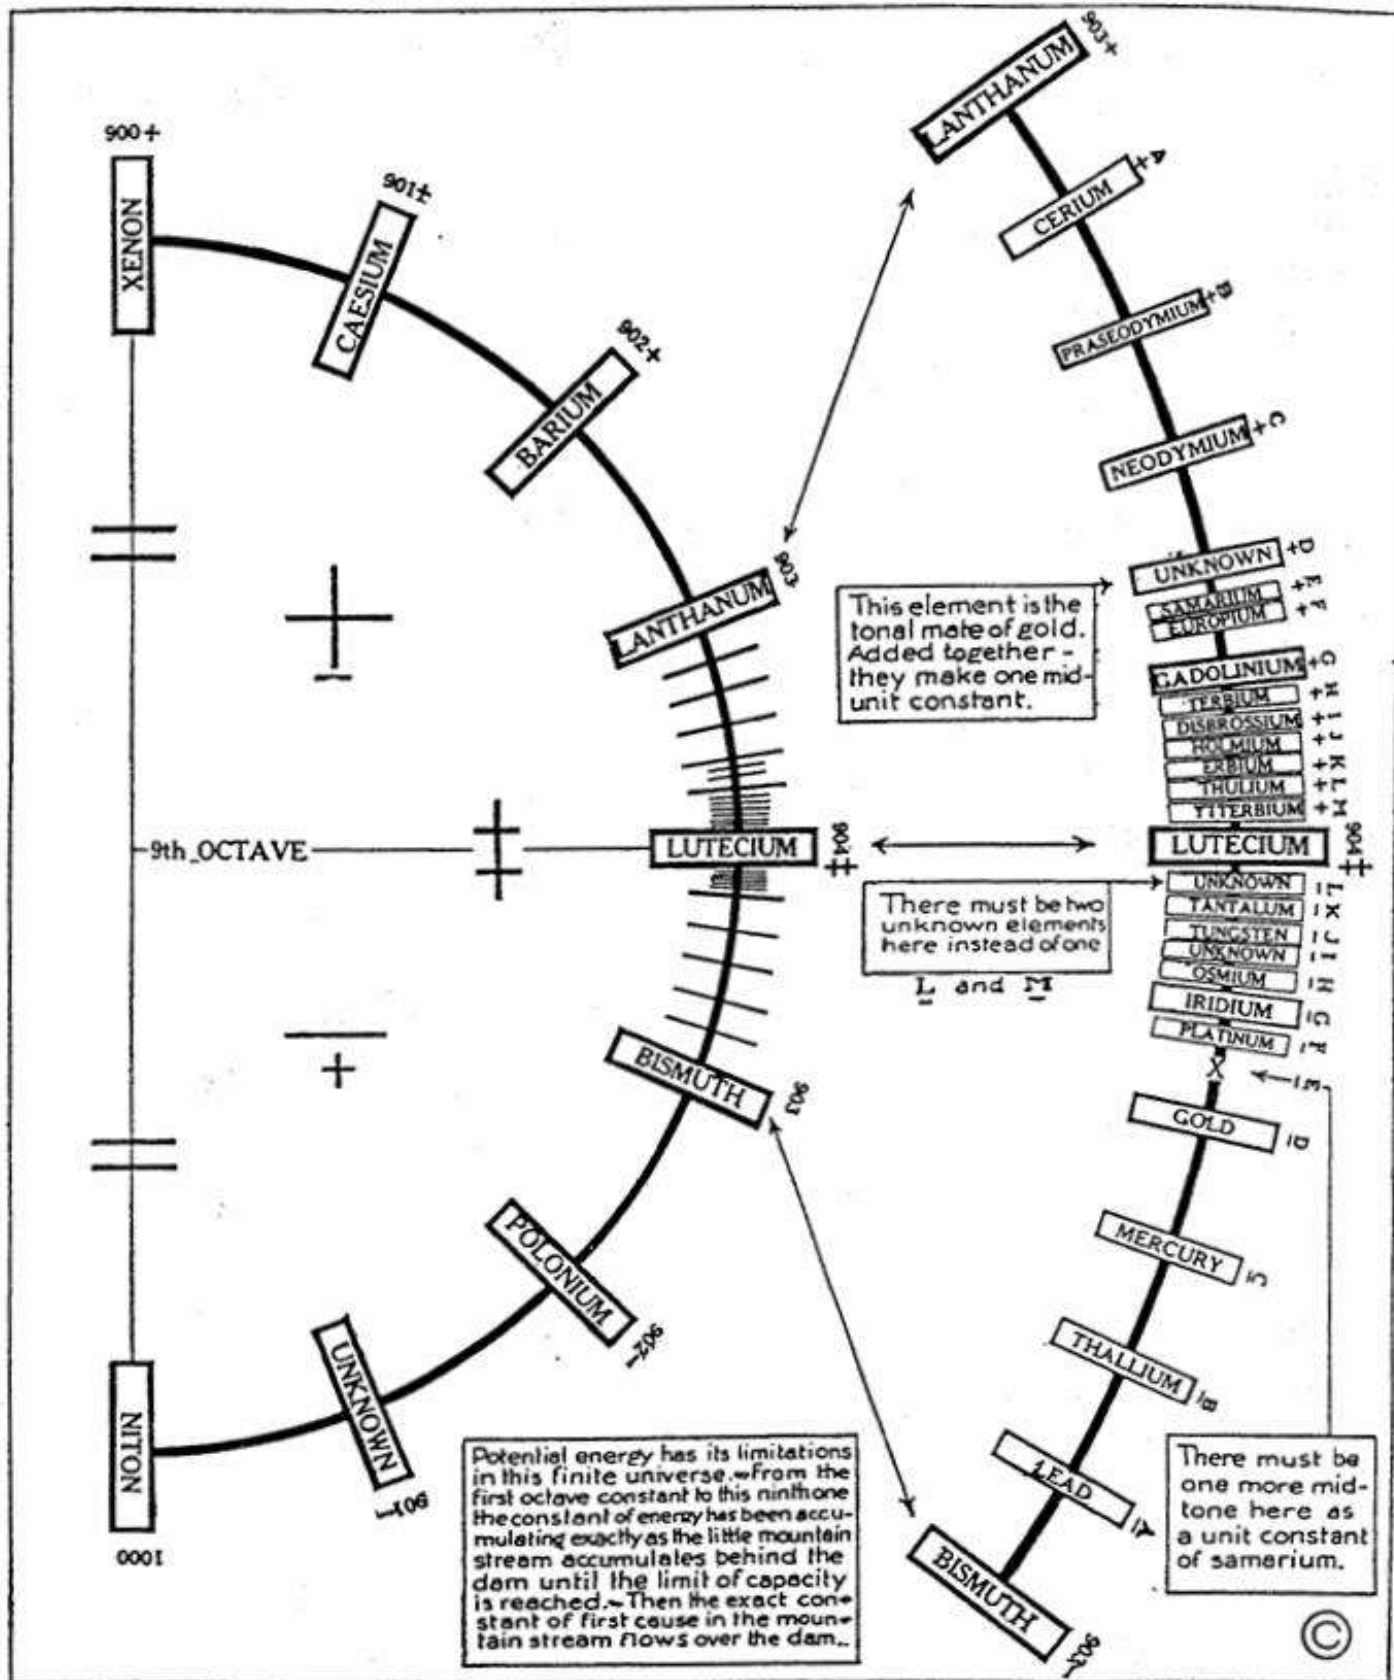 900+
XENON
901+
CAESIUM
902+
BARIUM
903
LANTHANUM
9th_OCTAVE
LUTECIUM
904‡
BISMUTH
903
POLONIUM
902-
UNKNOWN
901-
NITON
1000
903+
LANTHANUM
CERIUM
A+
PRASEODYMIUM
B+
NEODYMIUM
C+
UNKNOWN
D+
SAMARIUM
E+
EUROPIUM
F+
GADOLINIUM
G+
TERBIUM
H+
DISBROSSIUM
I+
HOLMIUM
J+
ERBIUM
K+
THULIUM
L+
YTTERBIUM
M+
LUTECIUM
904‡
UNKNOWN
L-
TANTALUM
K-
TUNGSTEN
J-
UNKNOWN
I-
OSMIUM
H-
IRIDIUM
G-
PLATINUM
F-
X
E-
GOLD
D-
MERCURY
C-
THALLIUM
B-
LEAD
A-
BISMUTH
903-
This element is the
tonal mate of gold.
Added together -
they make one mid-
unit constant.
There must be two
unknown elements
here instead of one
L and M
There must be
one more mid-
tone here as
a unit constant
of samarium.
Potential energy has its limitations
in this finite universe.~From the
first octave constant to this ninth one
the constant of energy has been accu-
mulating exactly as the little mountain
stream accumulates behind the
dam until the limit of capacity
is reached.~Then the exact con-
stant of first cause in the moun-
tain stream flows over the dam..
©